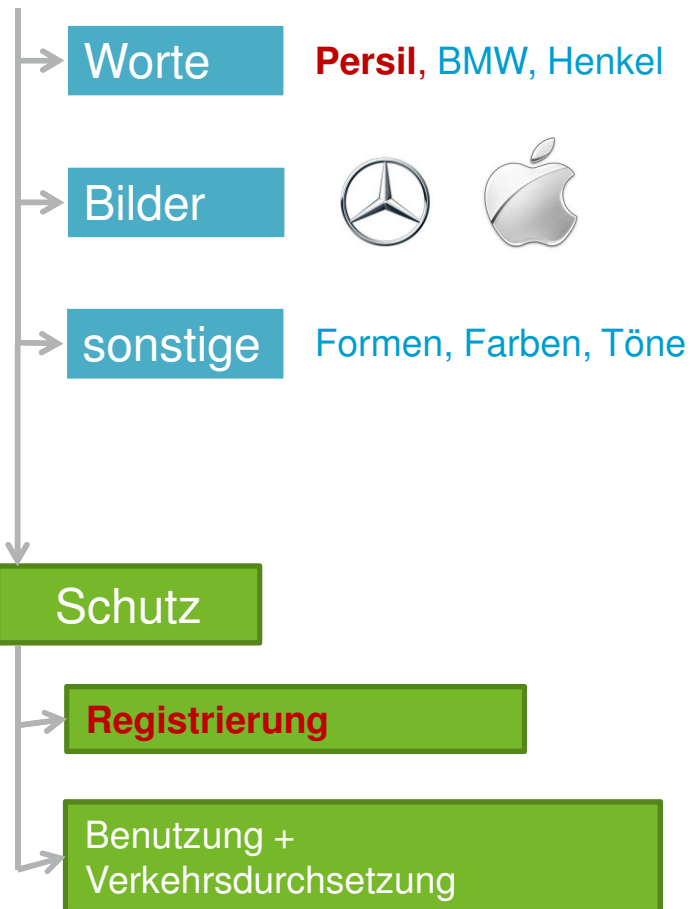 Worte Persil, BMW, Henkel
Bilder
sonstige Formen, Farben, Töne
Schutz
Registrierung
Benutzung +
Verkehrsdurchsetzung